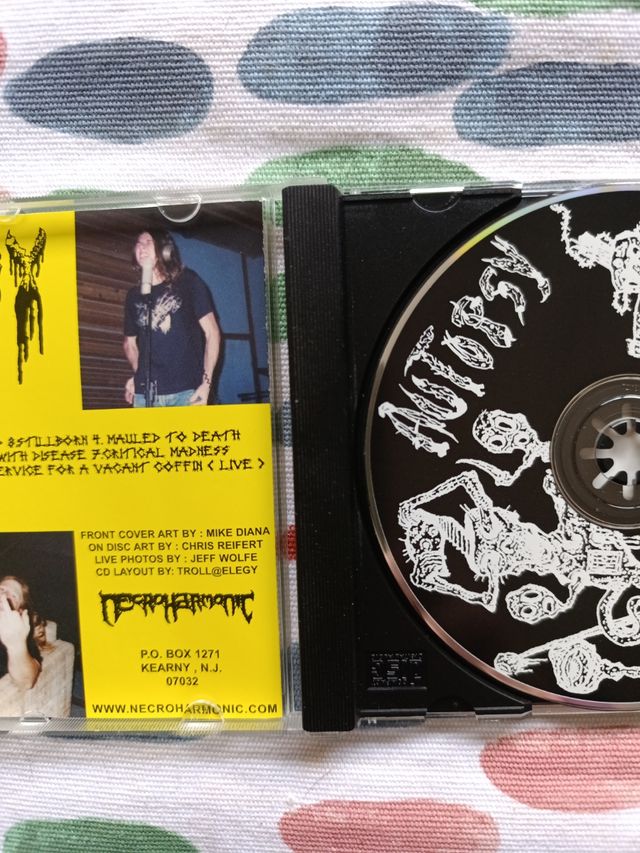 Y
> 3.STILLBORN 4. MAULED TO DEATH
WITH DISEASE 7.CRITICAL MADNESS
ERVICE FOR A VACANT COFFIN < LIVE >
FRONT COVER ART BY : MIKE DIANA
ON DISC ART BY : CHRIS REIFERT
LIVE PHOTOS BY : JEFF WOLFE
CD LAYOUT BY: TROLL@ELEGY
NECROHARMONIC
P.O. BOX 1271
KEARNY , N.J.
07032
WWW.NECROHARMONIC.COM
AUTOPSY